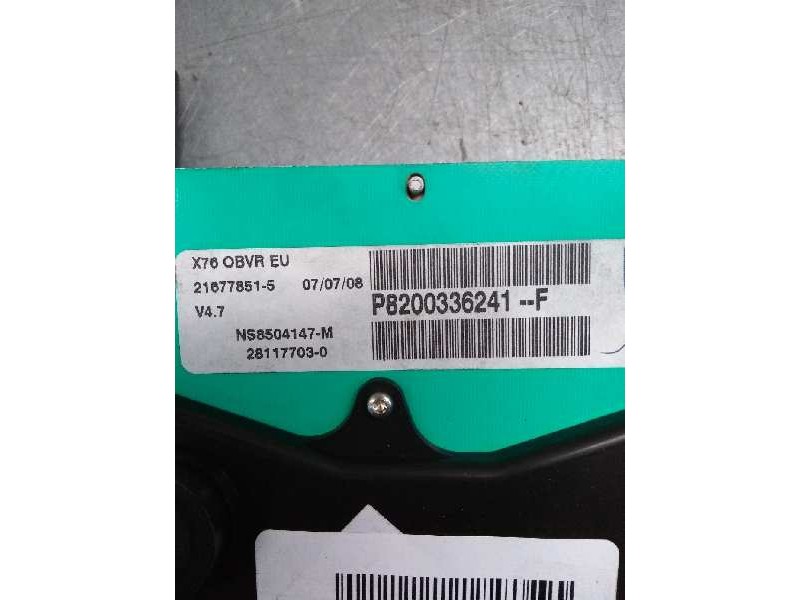 X76 OBVR EU
21677851-5 07/07/08
V4.7
P8200336241 --F
NS8504147-M
28117703-0